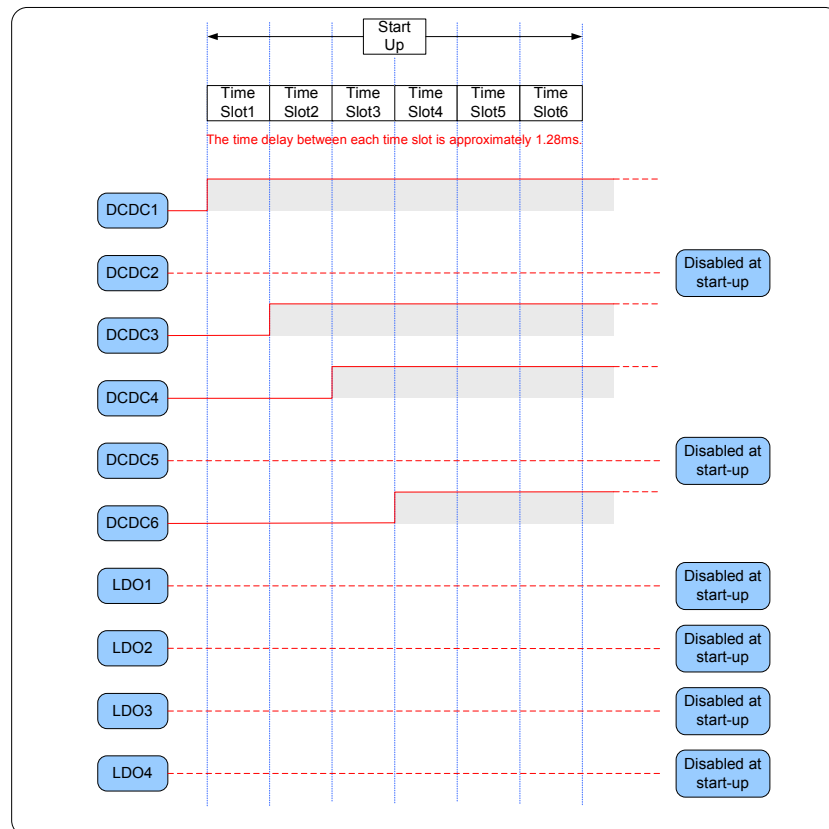 Start
Up
Time
Slot1
Time
Slot2
Time
Slot3
Time
Slot4
Time
Slot5
Time
Slot6
The time delay between each time slot is approximately 1.28ms.
DCDC1
DCDC2
Disabled at
start-up
DCDC3
DCDC4
DCDC5
Disabled at
start-up
DCDC6
LDO1
Disabled at
start-up
LDO2
Disabled at
start-up
LDO3
Disabled at
start-up
LDO4
Disabled at
start-up